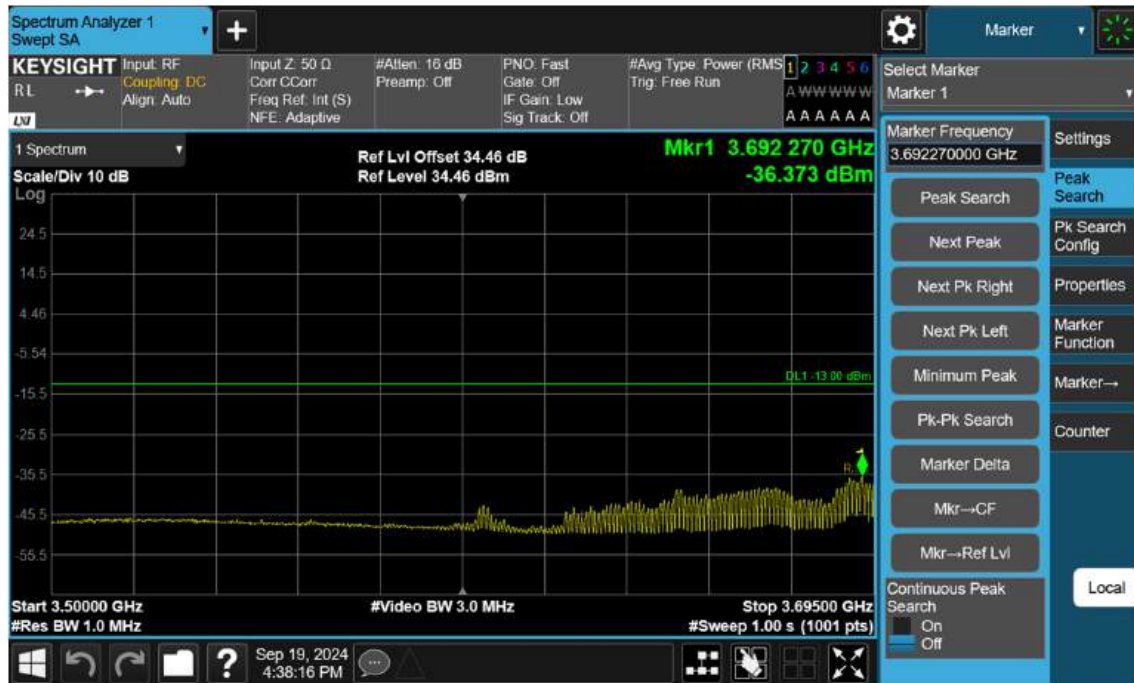 Spectrum Analyzer 1
Swept SA
+
Marker
KEYSIGHT
RL
LXI
Input: RF
Coupling: DC
Align: Auto
Input Z: 50 Ω
Corr CCorr
Freq Ref: Int (S)
NFE: Adaptive
#Atten: 16 dB
Preamp: Off
PNO: Fast
Gate: Off
IF Gain: Low
Sig Track: Off
#Avg Type: Power (RMS
Trig: Free Run
1 2 3 4 5 6
A W W W W W
A A A A A A
Select Marker
Marker 1
1 Spectrum
Scale/Div 10 dB
Log
Ref Lvl Offset 34.46 dB
Ref Level 34.46 dBm
Mkr1 3.692 270 GHz
-36.373 dBm
24.5
14.5
4.46
-5.54
-15.5
-25.5
-35.5
-45.5
-55.5
DL1 -13.00 dBm
Start 3.50000 GHz
#Res BW 1.0 MHz
#Video BW 3.0 MHz
Stop 3.69500 GHz
#Sweep 1.00 s (1001 pts)
Marker Frequency
3.692270000 GHz
Peak Search
Next Peak
Next Pk Right
Next Pk Left
Minimum Peak
Pk-Pk Search
Marker Delta
Mkr→CF
Mkr→Ref Lvl
Continuous Peak
Search
On
Off
Settings
Peak
Search
Pk Search
Config
Properties
Marker
Function
Marker→
Counter
Local
?
Sep 19, 2024
4:38:16 PM